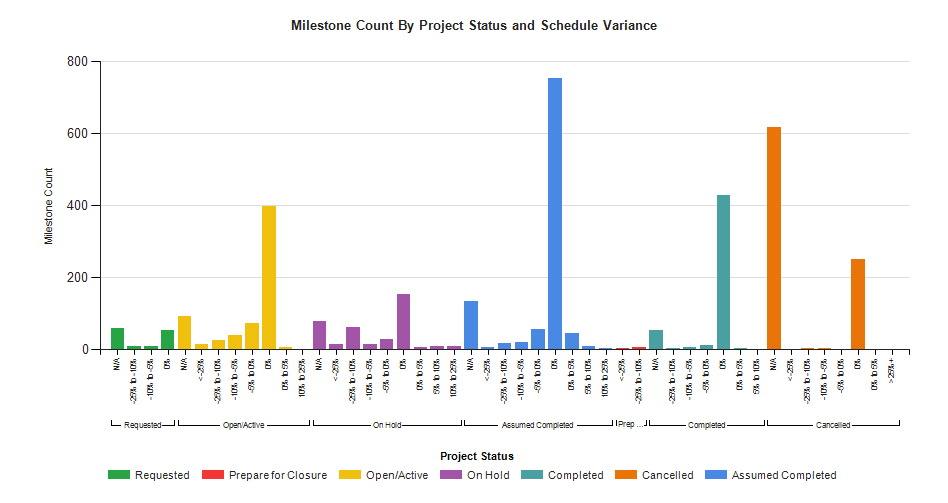 Milestone Count By Project Status and Schedule Variance
Milestone Count
800
600
400
200
0
N/A
-25% to -10%
-10% to -5%
0%
N/A
< -25%
-25% to -10%
-10% to -5%
-5% to 0%
0%
0% to 5%
10% to 25%
N/A
< -25%
-25% to -10%
-10% to -5%
-5% to 0%
0%
0% to 5%
5% to 10%
10% to 25%
N/A
< -25%
-25% to -10%
-10% to -5%
-5% to 0%
0%
0% to 5%
5% to 10%
10% to 25%
< -25%
-25% to -10%
N/A
-25% to -10%
-10% to -5%
-5% to 0%
0%
0% to 5%
5% to 10%
N/A
< -25%
-25% to -10%
-10% to -5%
-5% to 0%
0%
0% to 5%
> 25%+
Requested
Open/Active
On Hold
Assumed Completed
Prep ...
Completed
Cancelled
Project Status
Requested Prepare for Closure Open/Active On Hold Completed Cancelled Assumed Completed